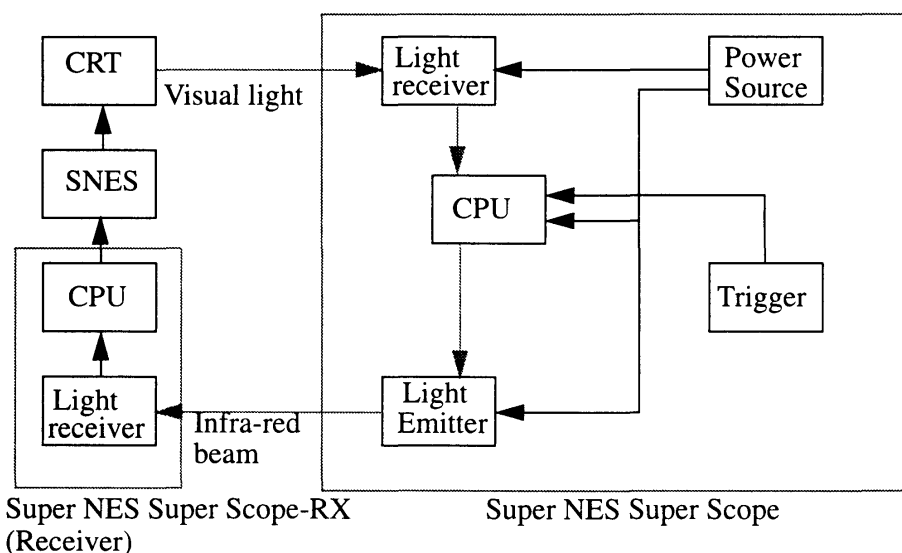 CRT
Visual light
Light
receiver
Power
Source
SNES
CPU
CPU
Trigger
Light
receiver
Infra-red
beam
Light
Emitter
Super NES Super Scope-RX
(Receiver)
Super NES Super Scope